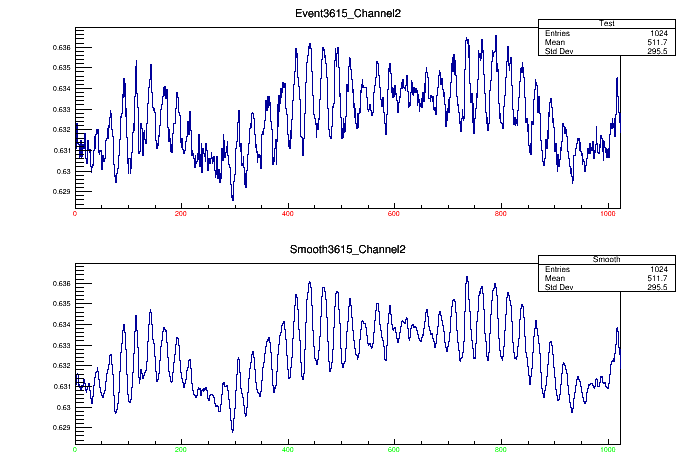 Event3615_Channel2
Test
Entries 1024
Mean 511.7
Std Dev 295.5
0.636
0.635
0.634
0.633
0.632
0.631
0.63
0.629
0 200 400 600 800 1000
Smooth3615_Channel2
Smooth
Entries 1024
Mean 511.7
Std Dev 295.5
0.636
0.635
0.634
0.633
0.632
0.631
0.63
0.629
0 200 400 600 800 1000